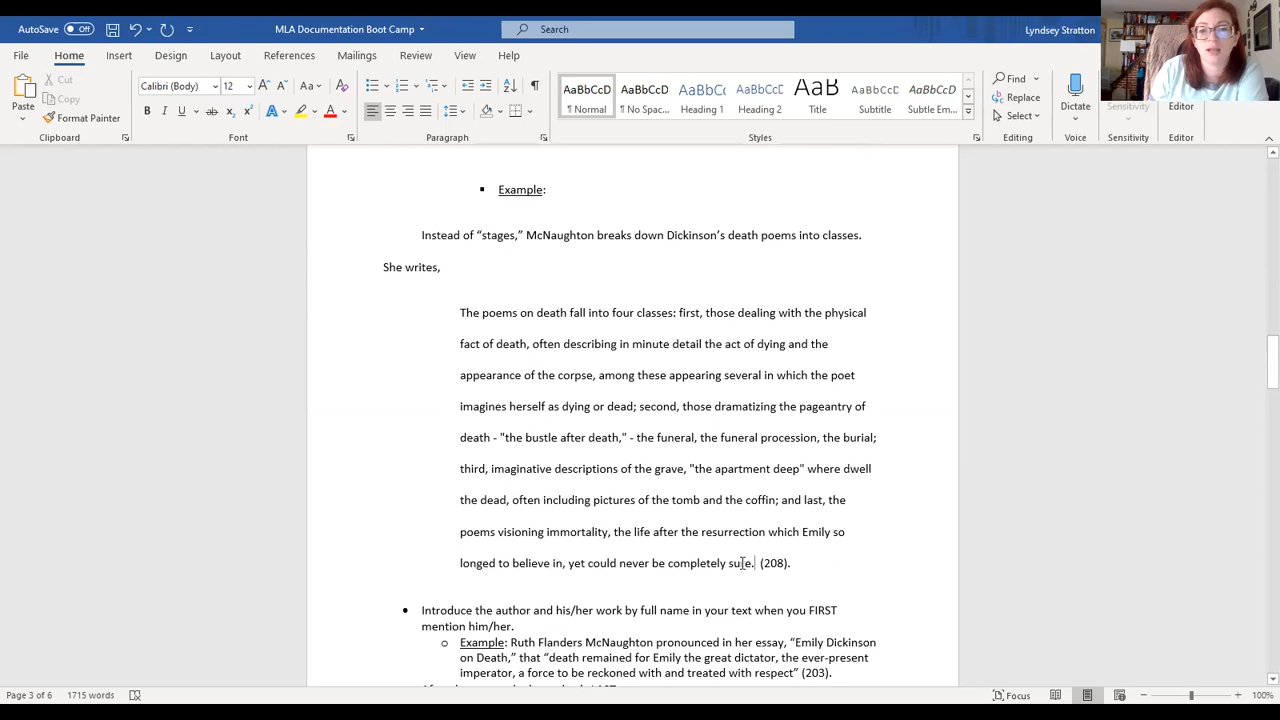 AutoSave Off MLA Documentation Boot Camp Search Lyndsey Stratton
File Home Insert Design Layout References Mailings Review View Help
Paste Cut Copy Format Painter
Calibri (Body) 12 Aa
B I U ab x₂ x² A A
AaBbCcDc AaBbCcDc AaBbCc AaBbCcC AaB AaBbCcD AaBbCcDc
¶ Normal ¶ No Spac... Heading 1 Heading 2 Title Subtitle Subtle Em...
Find Replace Select
Dictate Sensitivity Editor
Clipboard Font Paragraph Styles Editing Voice Sensitivity Editor
▪ Example:
Instead of “stages,” McNaughton breaks down Dickinson’s death poems into classes.
She writes,
The poems on death fall into four classes: first, those dealing with the physical
fact of death, often describing in minute detail the act of dying and the
appearance of the corpse, among these appearing several in which the poet
imagines herself as dying or dead; second, those dramatizing the pageantry of
death - "the bustle after death," - the funeral, the funeral procession, the burial;
third, imaginative descriptions of the grave, "the apartment deep" where dwell
the dead, often including pictures of the tomb and the coffin; and last, the
poems visioning immortality, the life after the resurrection which Emily so
longed to believe in, yet could never be completely sure. (208).
• Introduce the author and his/her work by full name in your text when you FIRST
mention him/her.
o Example: Ruth Flanders McNaughton pronounced in her essay, “Emily Dickinson
on Death,” that “death remained for Emily the great dictator, the ever-present
imperator, a force to be reckoned with and treated with respect” (203).
Page 3 of 6 1715 words Focus 100%